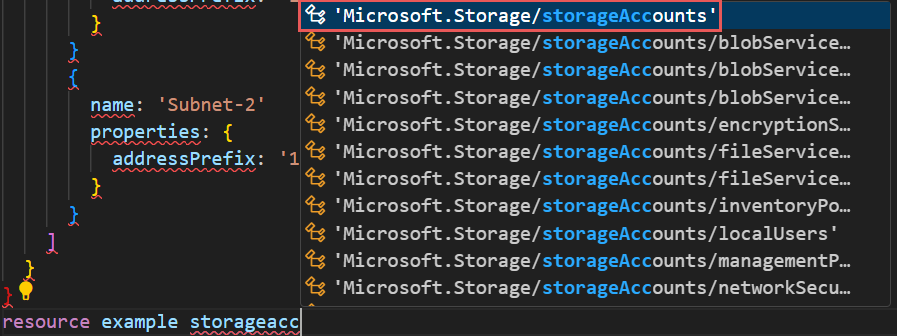 addressPrefix: '1
'Microsoft.Storage/storageAccounts'
}
'Microsoft.Storage/storageAccounts/blobService…
}
'Microsoft.Storage/storageAccounts/blobService…
{
'Microsoft.Storage/storageAccounts/blobService…
name: 'Subnet-2'
'Microsoft.Storage/storageAccounts/encryptionS…
properties: {
'Microsoft.Storage/storageAccounts/fileService…
addressPrefix: '1
'Microsoft.Storage/storageAccounts/fileService…
}
'Microsoft.Storage/storageAccounts/inventoryPo…
}
'Microsoft.Storage/storageAccounts/localUsers'
]
'Microsoft.Storage/storageAccounts/managementP…
}
'Microsoft.Storage/storageAccounts/networkSecu…
}
resource example storageacc